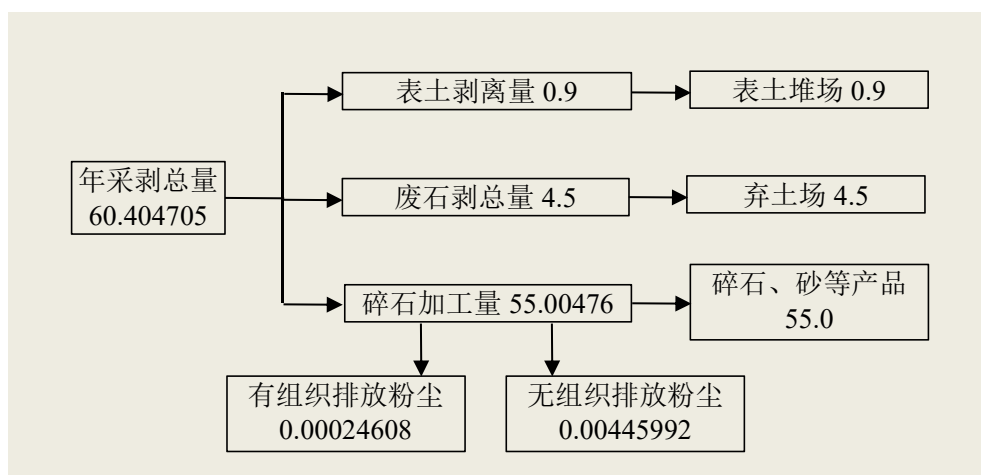 表土剥离量 0.9
表土堆场 0.9
年采剥总量
60.404705
废石剥总量 4.5
弃土场 4.5
碎石加工量 55.00476
碎石、砂等产品
55.0
有组织排放粉尘
0.00024608
无组织排放粉尘
0.00445992